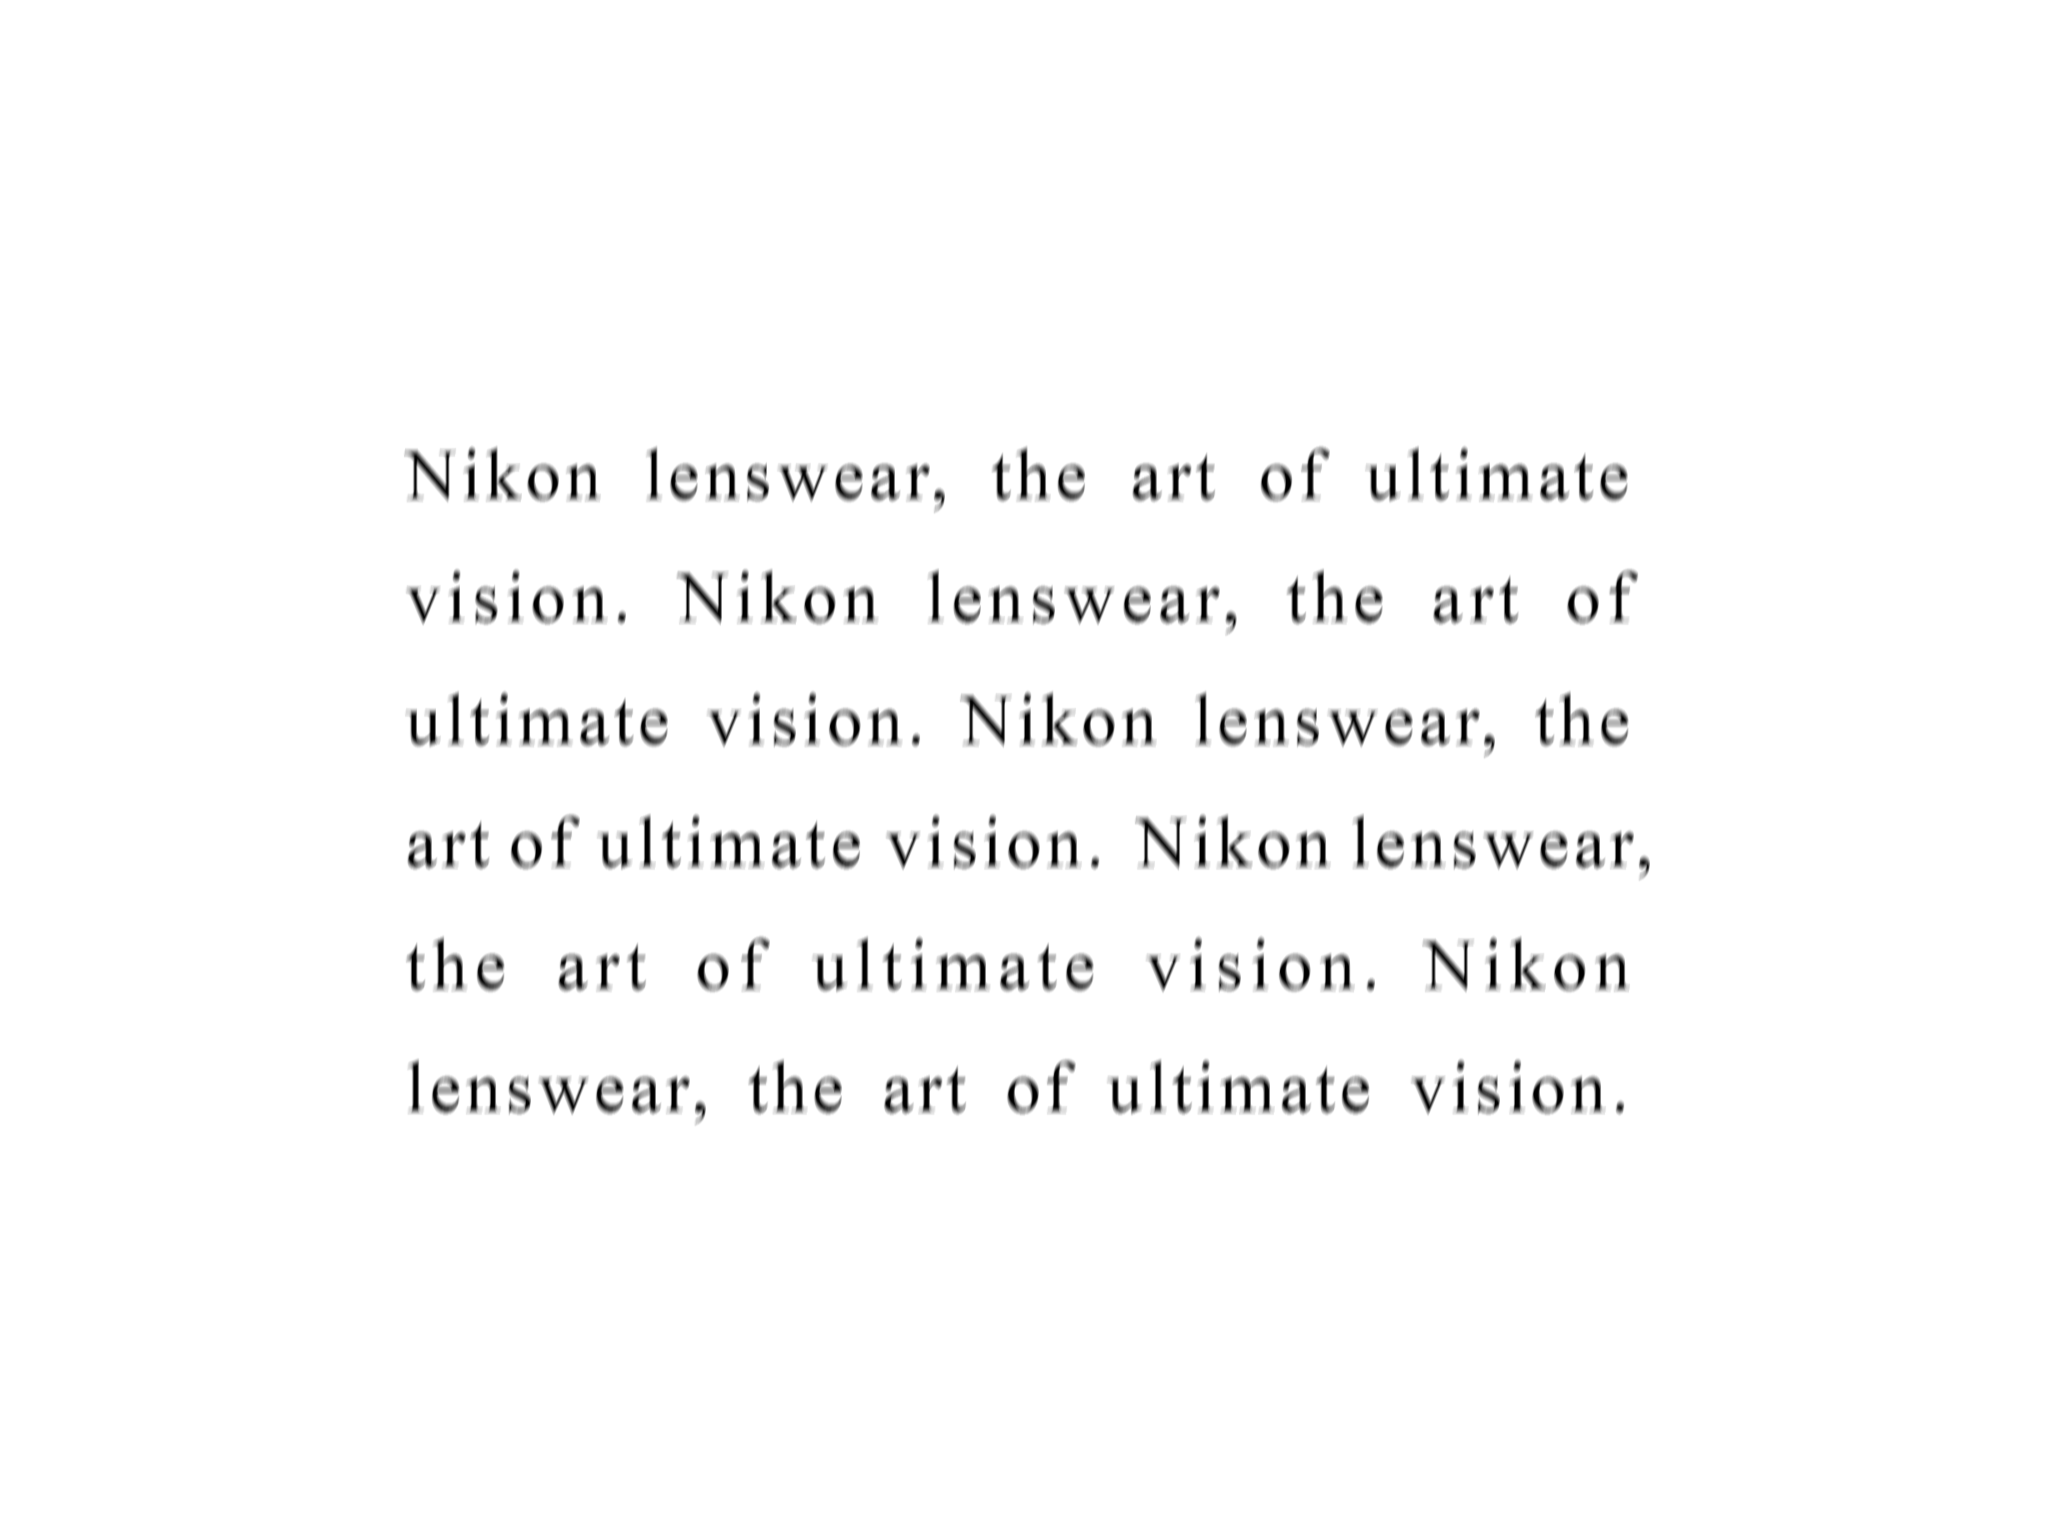 Nikon lenswear, the art of ultimate
vision. Nikon lenswear, the art of
ultimate vision. Nikon lenswear, the
art of ultimate vision. Nikon lenswear,
the art of ultimate vision. Nikon
lenswear, the art of ultimate vision.